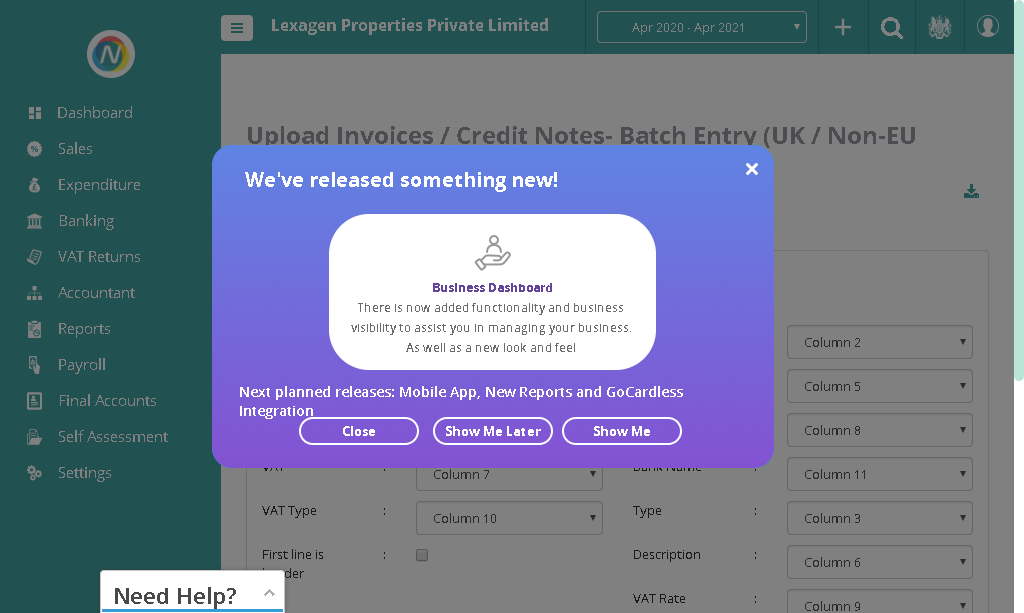 Lexagen Properties Private Limited
Apr 2020 - Apr 2021
N
Dashboard
Sales
Expenditure
Banking
VAT Returns
Accountant
Reports
Payroll
Final Accounts
Self Assessment
Settings
Upload Invoices / Credit Notes- Batch Entry (UK / Non-EU
We've released something new!
Business Dashboard
There is now added functionality and business
visibility to assist you in managing your business.
As well as a new look and feel
Next planned releases: Mobile App, New Reports and GoCardless
Integration
Close Show Me Later Show Me
Column 2
Column 5
Column 8
VAT : Column 7 Bank Name : Column 11
VAT Type : Column 10 Type : Column 3
First line is : Description : Column 6
VAT Rate : Column 9
Need Help?